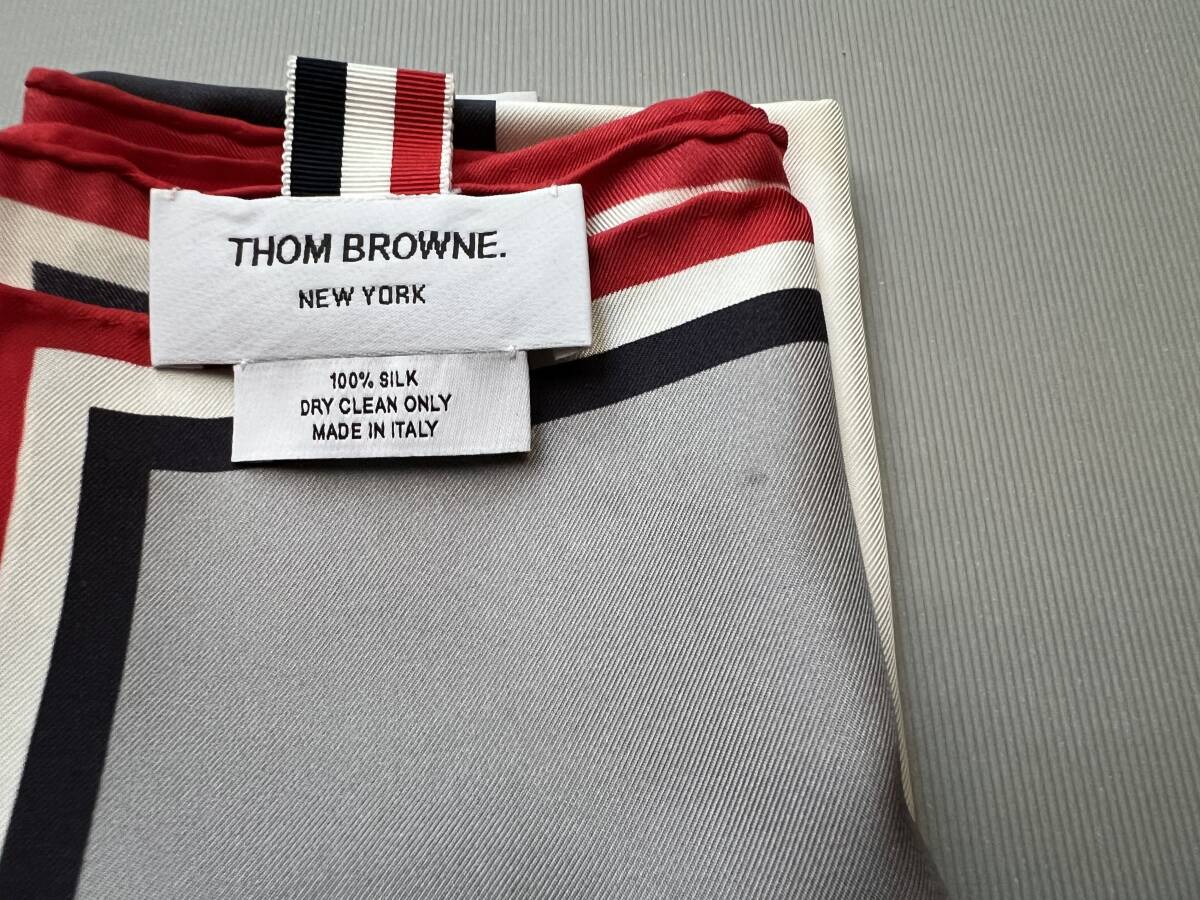 THOM BROWNE.
NEW YORK
100% SILK
DRY CLEAN ONLY
MADE IN ITALY